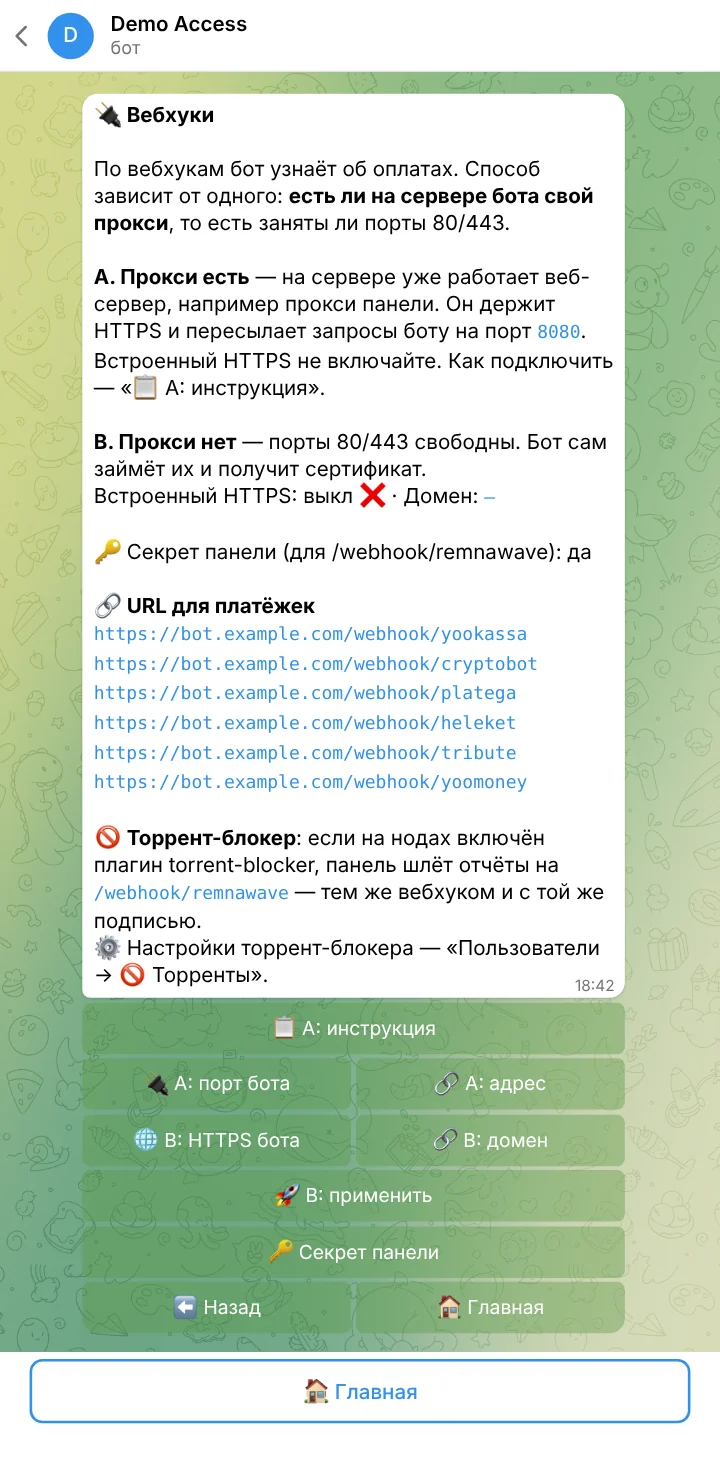 D
Demo Access
бот
🔌 Вебхуки
По вебхукам бот узнаёт об оплатах. Способ
зависит от одного: есть ли на сервере бота свой
прокси, то есть заняты ли порты 80/443.
A. Прокси есть — на сервере уже работает веб-
сервер, например прокси панели. Он держит
HTTPS и пересылает запросы боту на порт 8080.
Встроенный HTTPS не включайте. Как подключить
— «📋 A: инструкция».
B. Прокси нет — порты 80/443 свободны. Бот сам
займёт их и получит сертификат.
Встроенный HTTPS: выкл ❌ · Домен: —
🔑 Секрет панели (для /webhook/remnawave): да
🔗 URL для платёжек
https://bot.example.com/webhook/yookassa
https://bot.example.com/webhook/cryptobot
https://bot.example.com/webhook/platega
https://bot.example.com/webhook/heleket
https://bot.example.com/webhook/tribute
https://bot.example.com/webhook/yoomoney
🚫 Торрент-блокер: если на нодах включён
плагин torrent-blocker, панель шлёт отчёты на
/webhook/remnawave — тем же вебхуком и с той же
подписью.
⚙️ Настройки торрент-блокера — «Пользователи
→ 🚫 Торренты».
18:42
📋 A: инструкция
🔌 A: порт бота
🔗 A: адрес
🌐 B: HTTPS бота
🔗 B: домен
🚀 B: применить
🔑 Секрет панели
⬅️ Назад
🏠 Главная
🏠 Главная